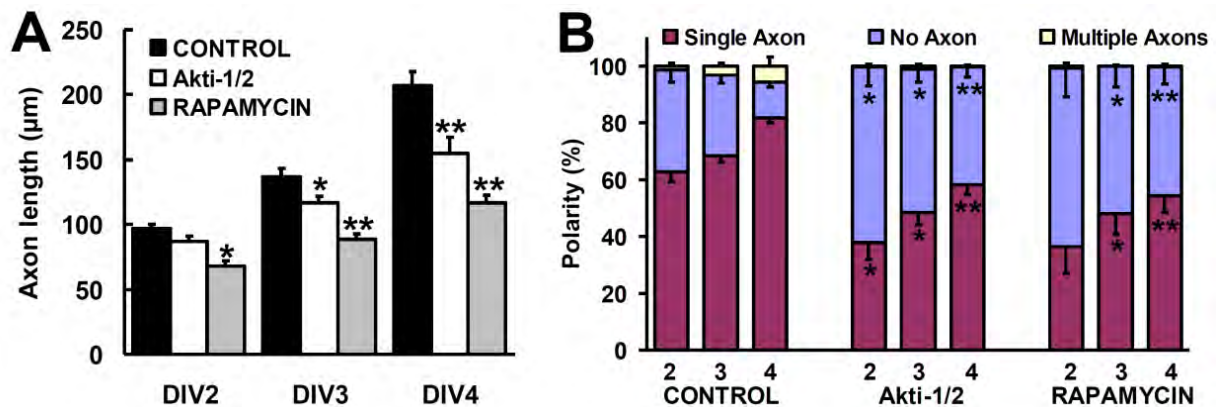 A
Axon length (µm)
250
200
150
100
50
0
CONTROL
Akti-1/2
RAPAMYCIN
*
*
**
**
**
DIV2 DIV3 DIV4
B
Single Axon No Axon Multiple Axons
Polarity (%)
100
80
60
40
20
0
* * ** * **
* * ** * **
2 3 4 2 3 4 2 3 4
CONTROL Akti-1/2 RAPAMYCIN